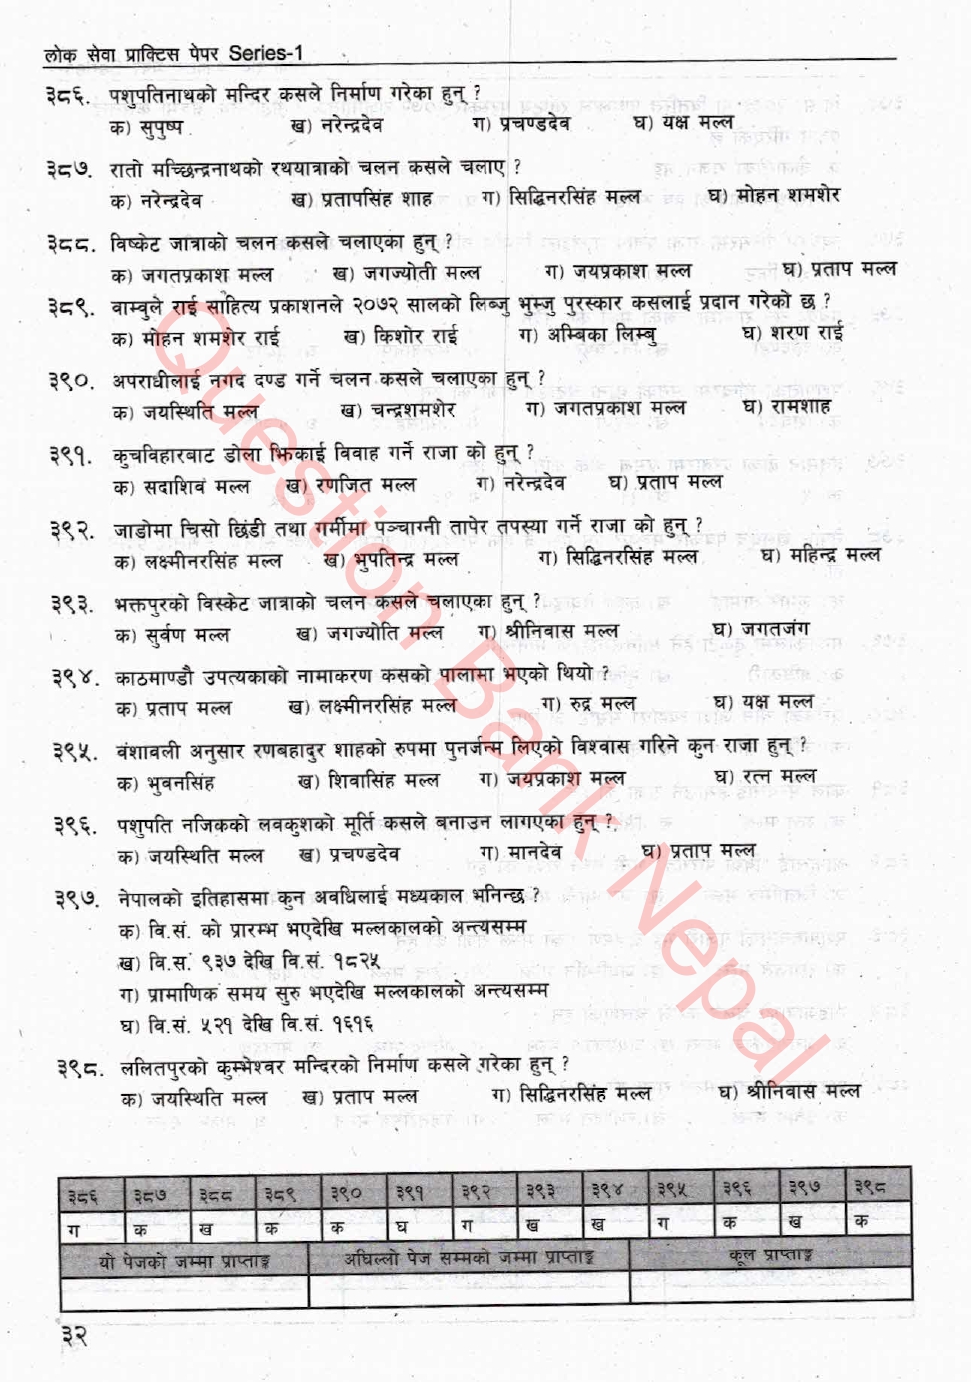 लोक सेवा प्राक्टिस पेपर Series-1
३८६. पशुपतिनाथको मन्दिर कसले निर्माण गरेका हुन् ?
क) सुपुष्प ख) नरेन्द्रदेव ग) प्रचण्डदेव घ) यक्ष मल्ल
३८७. रातो मच्छिन्द्रनाथको रथयात्राको चलन कसले चलाए ?
क) नरेन्द्रदेव ख) प्रतापसिंह शाह ग) सिद्धिनरसिंह मल्ल घ) मोहन शमशेर
३८८. विष्केट जात्राको चलन कसले चलाएका हुन् ?
क) जगतप्रकाश मल्ल ख) जगज्योती मल्ल ग) जयप्रकाश मल्ल घ) प्रताप मल्ल
३८९. वाम्बुले राई साहित्य प्रकाशनले २०७२ सालको लिब्जु भुम्जु पुरस्कार कसलाई प्रदान गरेको छ ?
क) मोहन शमशेर राई ख) किशोर राई ग) अम्बिका लिम्बु घ) शरण राई
३९०. अपराधीलाई नगद दण्ड गर्ने चलन कसले चलाएका हुन् ?
क) जयस्थिति मल्ल ख) चन्द्रशमशेर ग) जगतप्रकाश मल्ल घ) रामशाह
३९१. कुचविहारबाट डोला झिकाई विवाह गर्ने राजा को हुन् ?
क) सदाशिव मल्ल ख) रणजित मल्ल ग) नरेन्द्रदेव घ) प्रताप मल्ल
३९२. जाडोमा चिसो छिंडी तथा गर्मीमा पञ्चाग्नी तापेर तपस्या गर्ने राजा को हुन् ?
क) लक्ष्मीनरसिंह मल्ल ख) भुपतिन्द्र मल्ल ग) सिद्धिनरसिंह मल्ल घ) महिन्द्र मल्ल
३९३. भक्तपुरको विस्केट जात्राको चलन कसले चलाएका हुन् ?
क) सुर्वण मल्ल ख) जगज्योति मल्ल ग) श्रीनिवास मल्ल घ) जगतजंग
३९४. काठमाण्डौ उपत्यकाको नामाकरण कसको पालामा भएको थियो ?
क) प्रताप मल्ल ख) लक्ष्मीनरसिंह मल्ल ग) रुद्र मल्ल घ) यक्ष मल्ल
३९५. वंशावली अनुसार रणबहादुर शाहको रुपमा पुनर्जन्म लिएको विश्वास गरिने कुन राजा हुन् ?
क) भुवनसिंह ख) शिवासिंह मल्ल ग) जयप्रकाश मल्ल घ) रत्न मल्ल
३९६. पशुपति नजिकको लवकुशको मूर्ति कसले बनाउन लागएका हुन् ?
क) जयस्थिति मल्ल ख) प्रचण्डदेव ग) मानदेव घ) प्रताप मल्ल
३९७. नेपालको इतिहासमा कुन अवधिलाई मध्यकाल भनिन्छ ?
क) वि.सं. को प्रारम्भ भएदेखि मल्लकालको अन्त्यसम्म
ख) वि.सं. ९३७ देखि वि.सं. १८२५
ग) प्रामाणिक समय सुरु भएदेखि मल्लकालको अन्त्यसम्म
घ) वि.सं. ५२१ देखि वि.सं. १६१६
३९८. ललितपुरको कुम्भेश्वर मन्दिरको निर्माण कसले गरेका हुन् ?
क) जयस्थिति मल्ल ख) प्रताप मल्ल ग) सिद्धिनरसिंह मल्ल घ) श्रीनिवास मल्ल
३८६ ३८७ ३८८ ३८९ ३९० ३९१ ३९२ ३९३ ३९४ ३९५ ३९६ ३९७ ३९८
ग क ख क क घ ग ख ख ग क ख क
यो पेजको जम्मा प्राप्ताङ्क अघिल्लो पेज सम्मको जम्मा प्राप्ताङ्क कूल प्राप्ताङ्क
३२
Question Bank Nepal